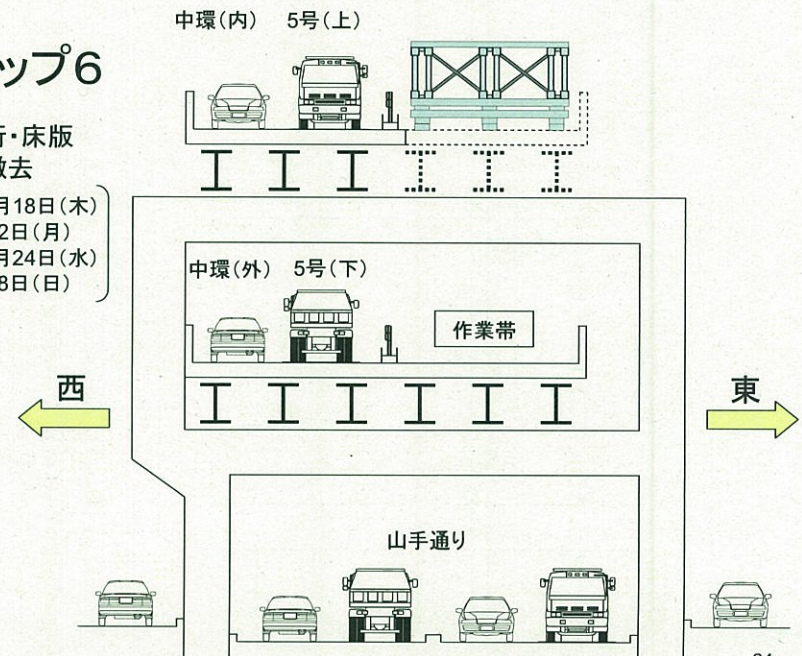 中環(内) 5号(上)
ップ6
・床版
撤去
月18日(木)
2日(月)
月24日(水)
8日(日)
中環(外) 5号(下)
作業帯
西
東
山手通り